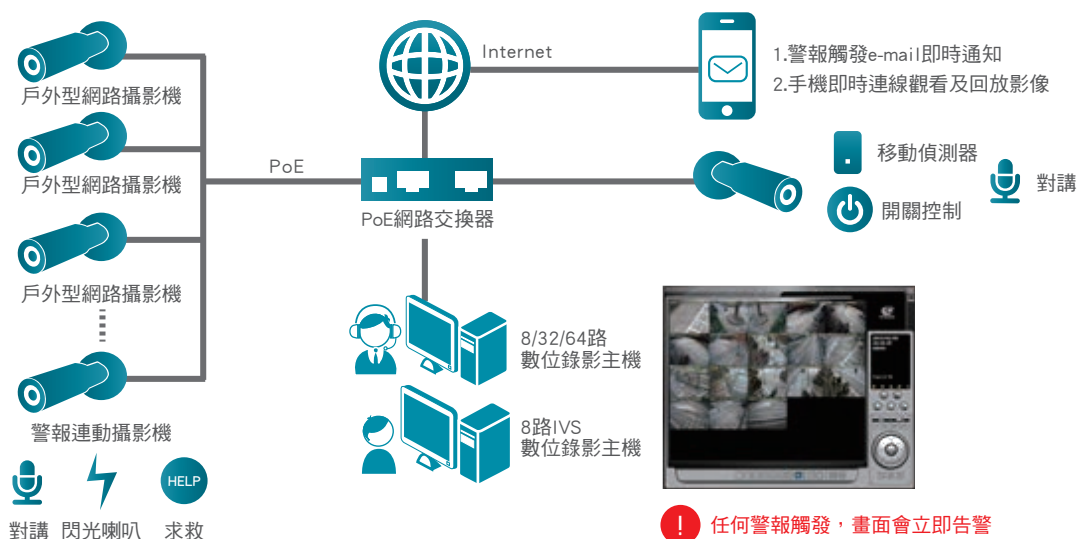 戶外型網路攝影機
戶外型網路攝影機
戶外型網路攝影機
警報連動攝影機
對講
閃光喇叭
HELP
求救
PoE
Internet
PoE網路交換器
1.警報觸發e-mail即時通知
2.手機即時連線觀看及回放影像
移動偵測器
開關控制
對講
8/32/64路
數位錄影主機
8路IVS
數位錄影主機
! 任何警報觸發，畫面會立即告警